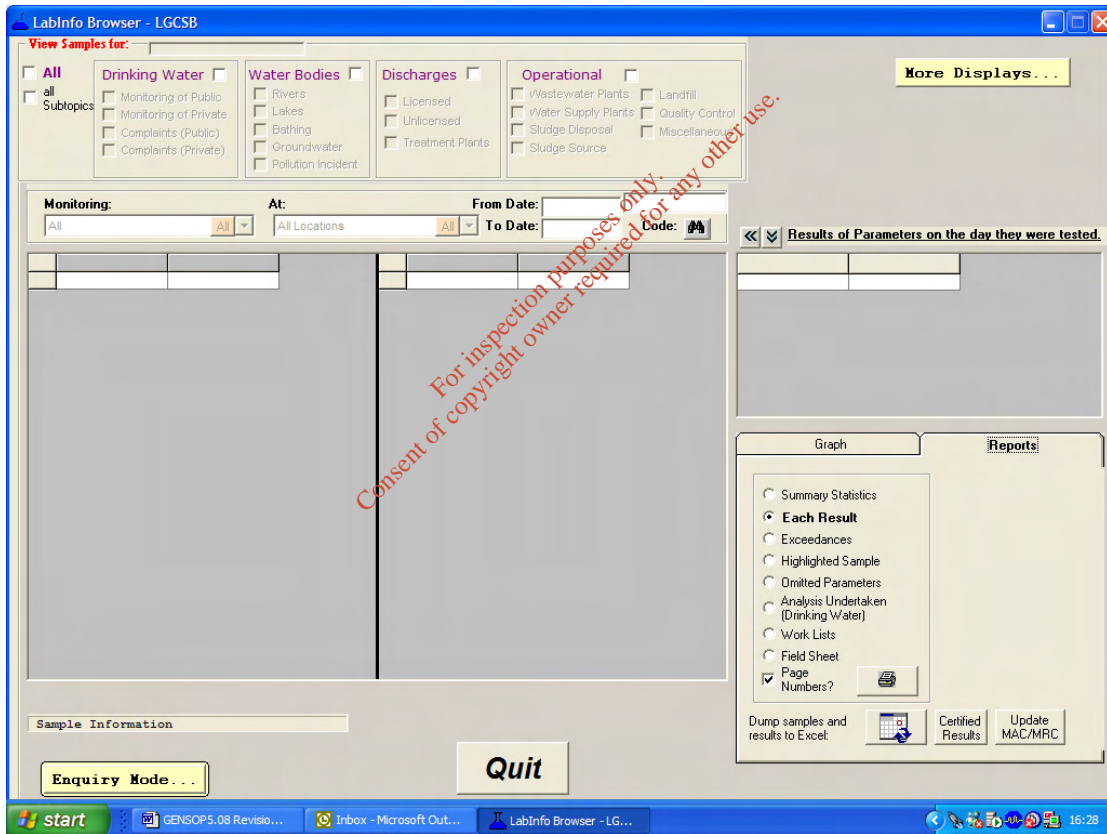 LabInfo Browser - LGCSB
View Samples for:
All
all
Subtopics
Drinking Water
Monitoring of Public
Monitoring of Private
Complaints (Public)
Complaints (Private)
Water Bodies
Rivers
Lakes
Bathing
Groundwater
Pollution Incident
Discharges
Licensed
Unlicensed
Treatment Plants
Operational
Wastewater Plants
Water Supply Plants
Sludge Disposal
Sludge Source
Landfill
Quality Control
Miscellaneous
More Displays...
Monitoring:
All All
At:
All Locations All
From Date:
To Date:
Code:
Results of Parameters on the day they were tested.
For inspection purposes only.
Consent of copyright owner required for any other use.
Graph
Reports
Summary Statistics
Each Result
Exceedances
Highlighted Sample
Omitted Parameters
Analysis Undertaken
(Drinking Water)
Work Lists
Field Sheet
Page
Numbers?
Dump samples and
results to Excel:
Certified
Results
Update
MAC/MRC
Sample Information
Enquiry Mode...
Quit
start
GENSOP5.08 Revisio...
Inbox - Microsoft Out...
LabInfo Browser - LG...
16:28